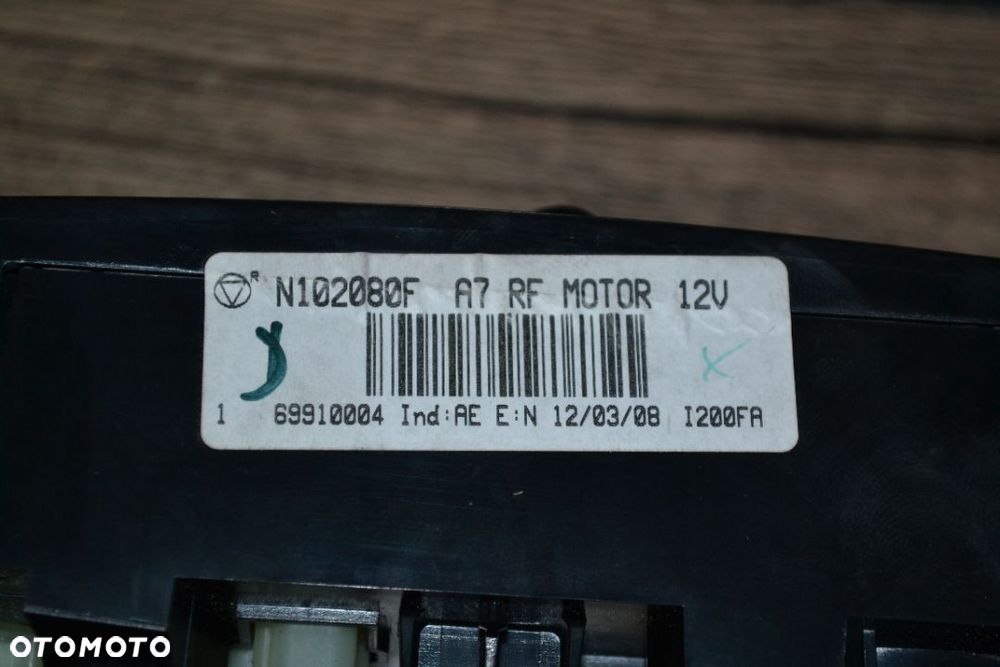 R N102080F A7 RF MOTOR 12V
1 69910004 Ind:AE E:N 12/03/08 I200FA
OTOMOTO